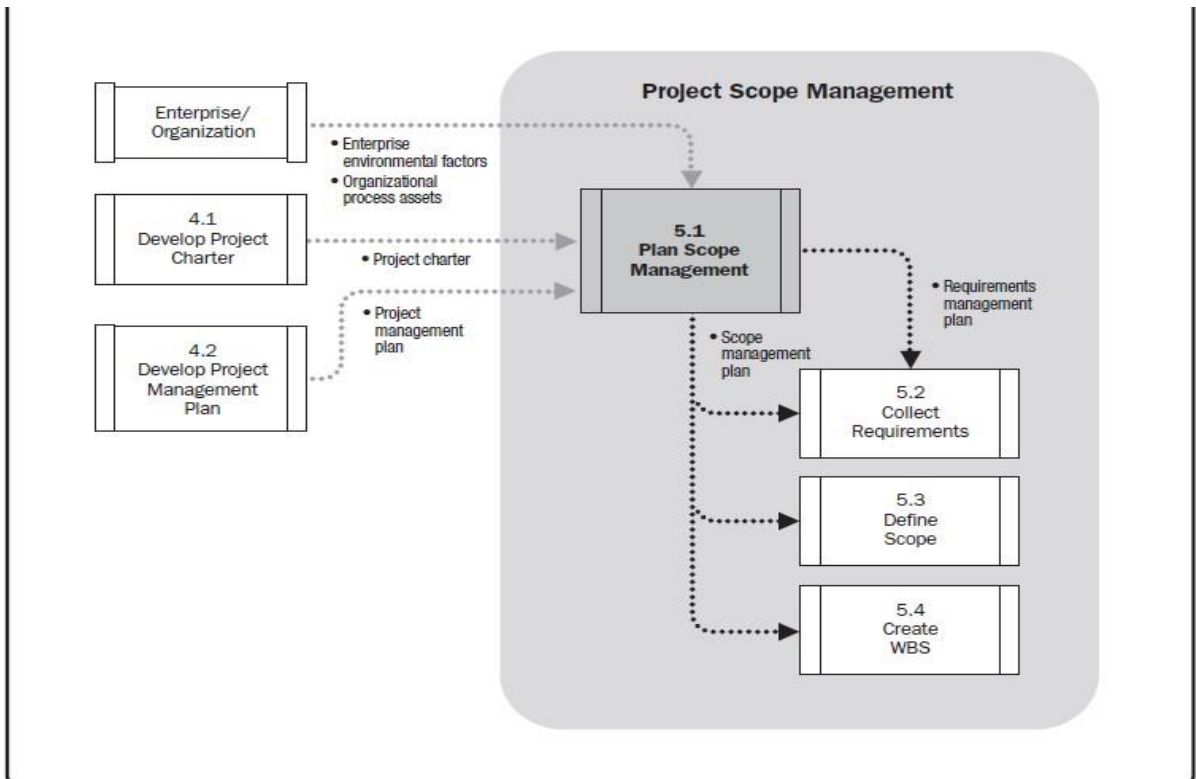 Project Scope Management
Enterprise/
Organization
• Enterprise
environmental factors
• Organizational
process assets
4.1
Develop Project
Charter
• Project charter
5.1
Plan Scope
Management
• Requirements
management
plan
• Project
management
plan
4.2
Develop Project
Management
Plan
• Scope
management
plan
5.2
Collect
Requirements
5.3
Define
Scope
5.4
Create
WBS